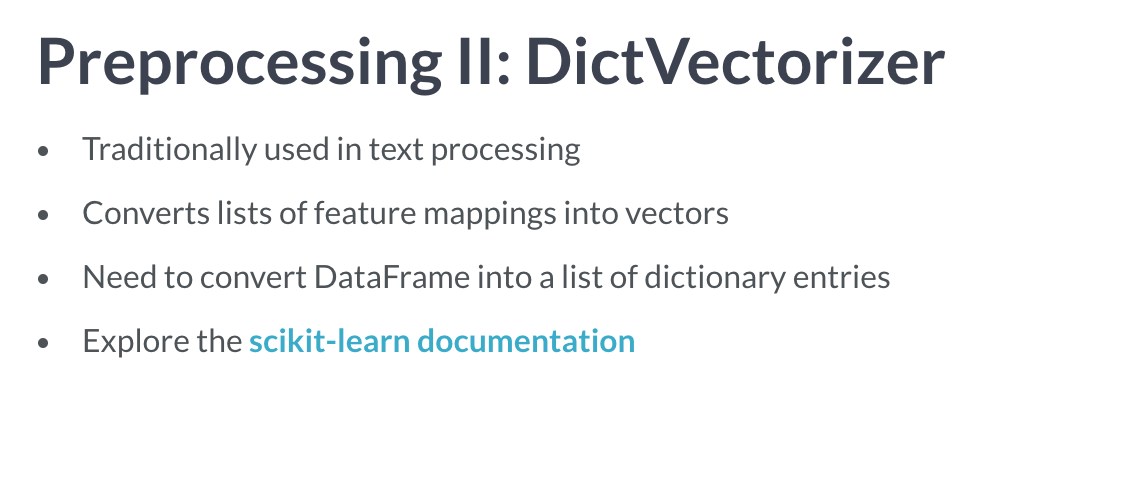 Preprocessing II: DictVectorizer
• Traditionally used in text processing
• Converts lists of feature mappings into vectors
• Need to convert DataFrame into a list of dictionary entries
• Explore the scikit-learn documentation